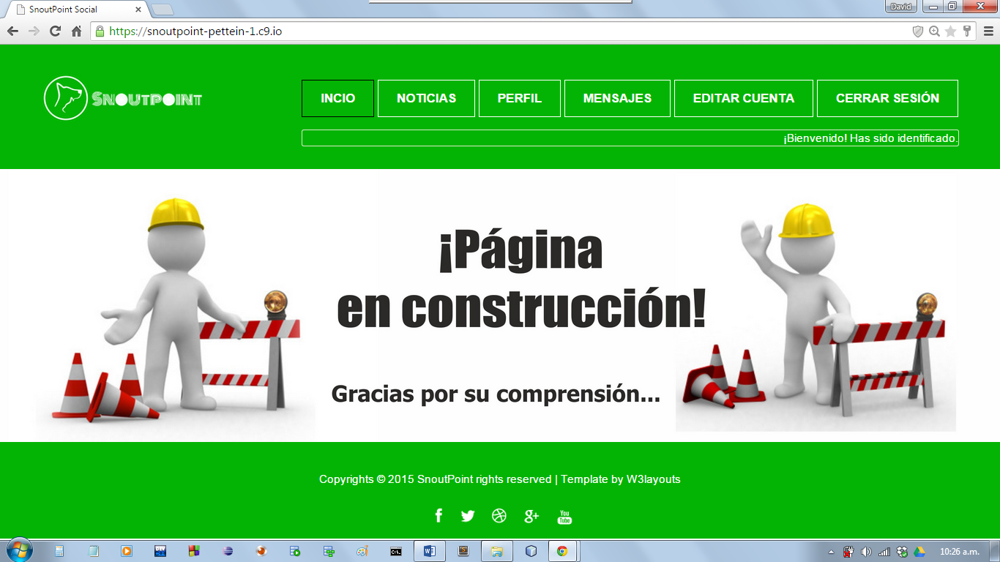 SnoutPoint Social
David
https://snoutpoint-pettein-1.c9.io
SNOUTPOINT
INCIO
NOTICIAS
PERFIL
MENSAJES
EDITAR CUENTA
CERRAR SESIÓN
¡Bienvenido! Has sido identificado.
¡Página
en construcción!
Gracias por su comprensión...
Copyrights © 2015 SnoutPoint rights reserved | Template by W3layouts
You
Tube
10:26 a.m.